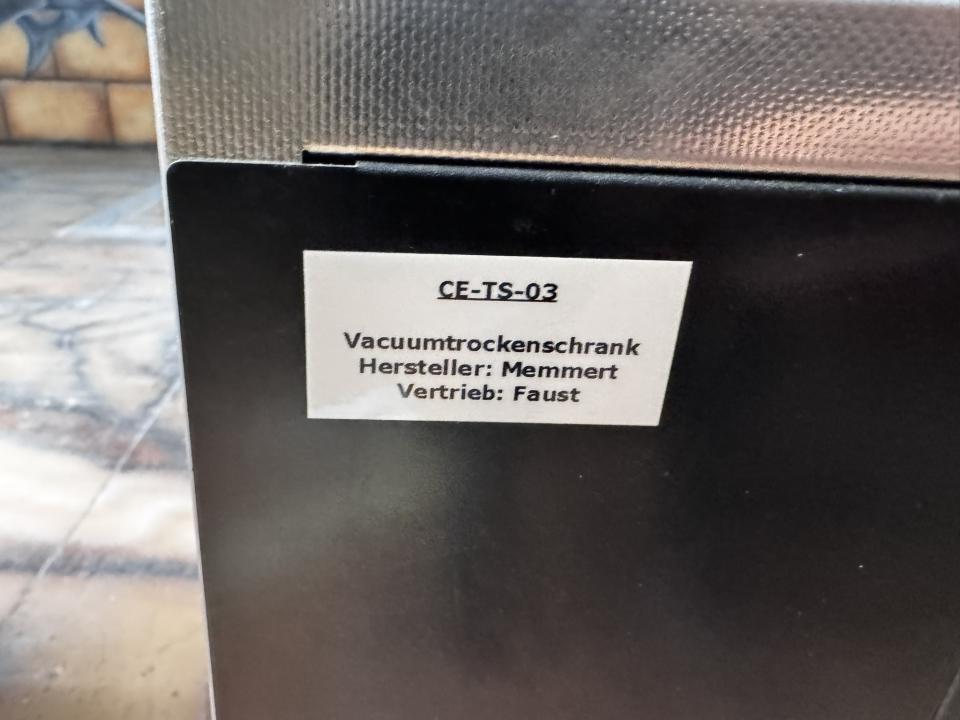 CE-TS-03
Vacuumtrockenschrank
Hersteller: Memmert
Vertrieb: Faust